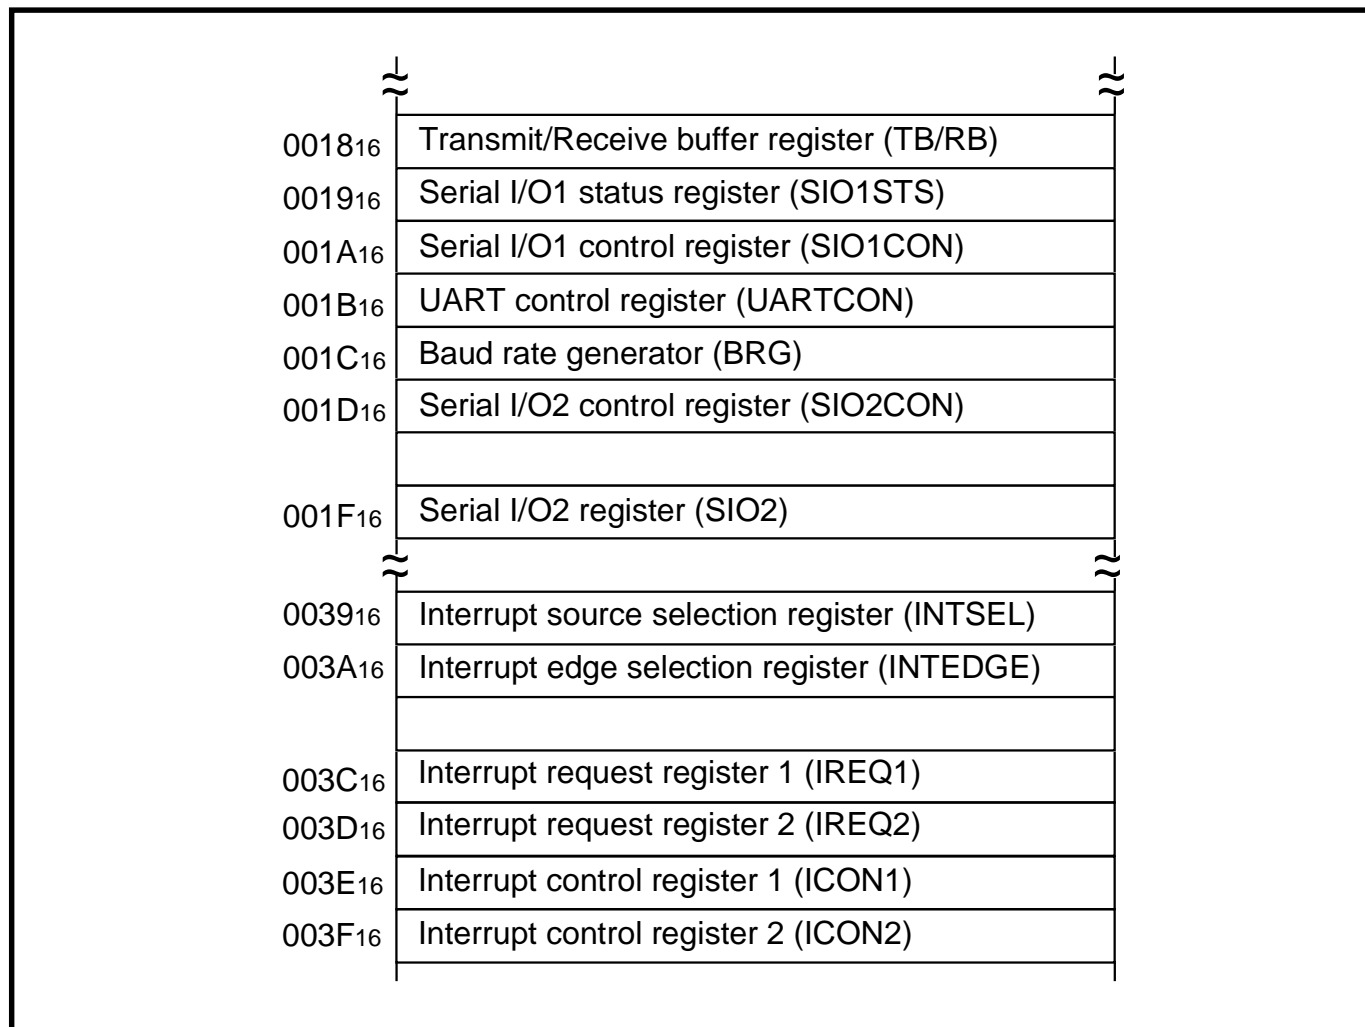 0018₁₆ Transmit/Receive buffer register (TB/RB)
0019₁₆ Serial I/O1 status register (SIO1STS)
001A₁₆ Serial I/O1 control register (SIO1CON)
001B₁₆ UART control register (UARTCON)
001C₁₆ Baud rate generator (BRG)
001D₁₆ Serial I/O2 control register (SIO2CON)
001F₁₆ Serial I/O2 register (SIO2)
0039₁₆ Interrupt source selection register (INTSEL)
003A₁₆ Interrupt edge selection register (INTEDGE)
003C₁₆ Interrupt request register 1 (IREQ1)
003D₁₆ Interrupt request register 2 (IREQ2)
003E₁₆ Interrupt control register 1 (ICON1)
003F₁₆ Interrupt control register 2 (ICON2)